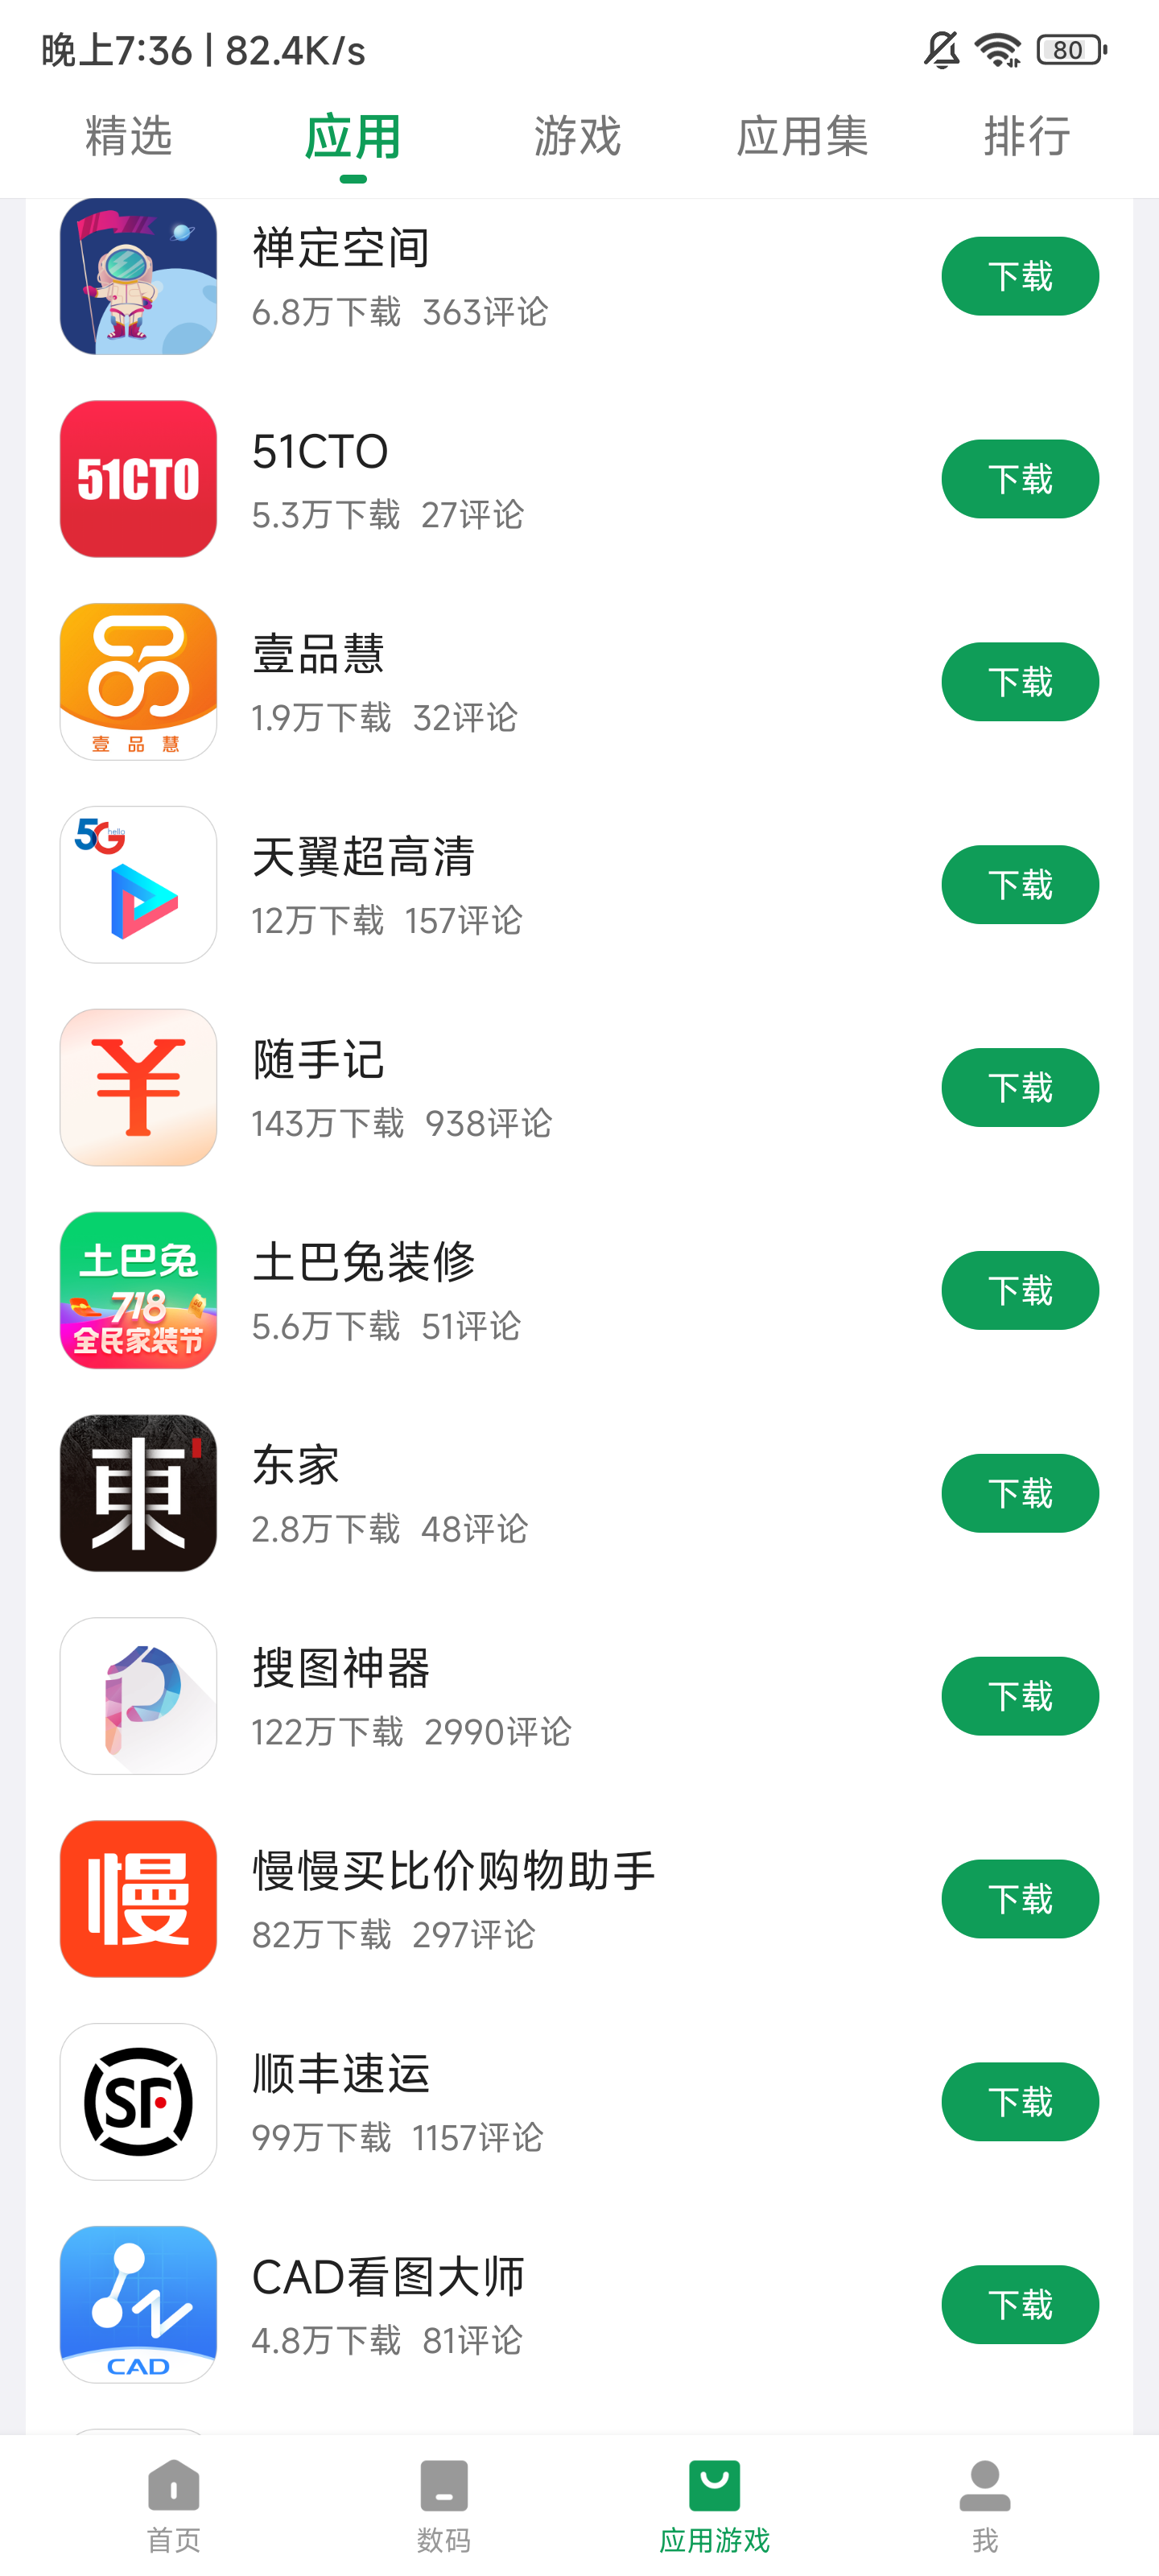 晚上7:36 | 82.4K/s 80
精选 应用 游戏 应用集 排行
禅定空间
6.8万下载 363评论
下载
51CTO
51CTO
5.3万下载 27评论
下载
壹品慧
壹品慧
1.9万下载 32评论
下载
5G hello
天翼超高清
12万下载 157评论
下载
¥
随手记
143万下载 938评论
下载
土巴兔
718
全民家装节
土巴兔装修
5.6万下载 51评论
下载
東
东家
2.8万下载 48评论
下载
搜图神器
122万下载 2990评论
下载
慢
慢慢买比价购物助手
82万下载 297评论
下载
SF
顺丰速运
99万下载 1157评论
下载
CAD
CAD看图大师
4.8万下载 81评论
下载
首页 数码 应用游戏 我